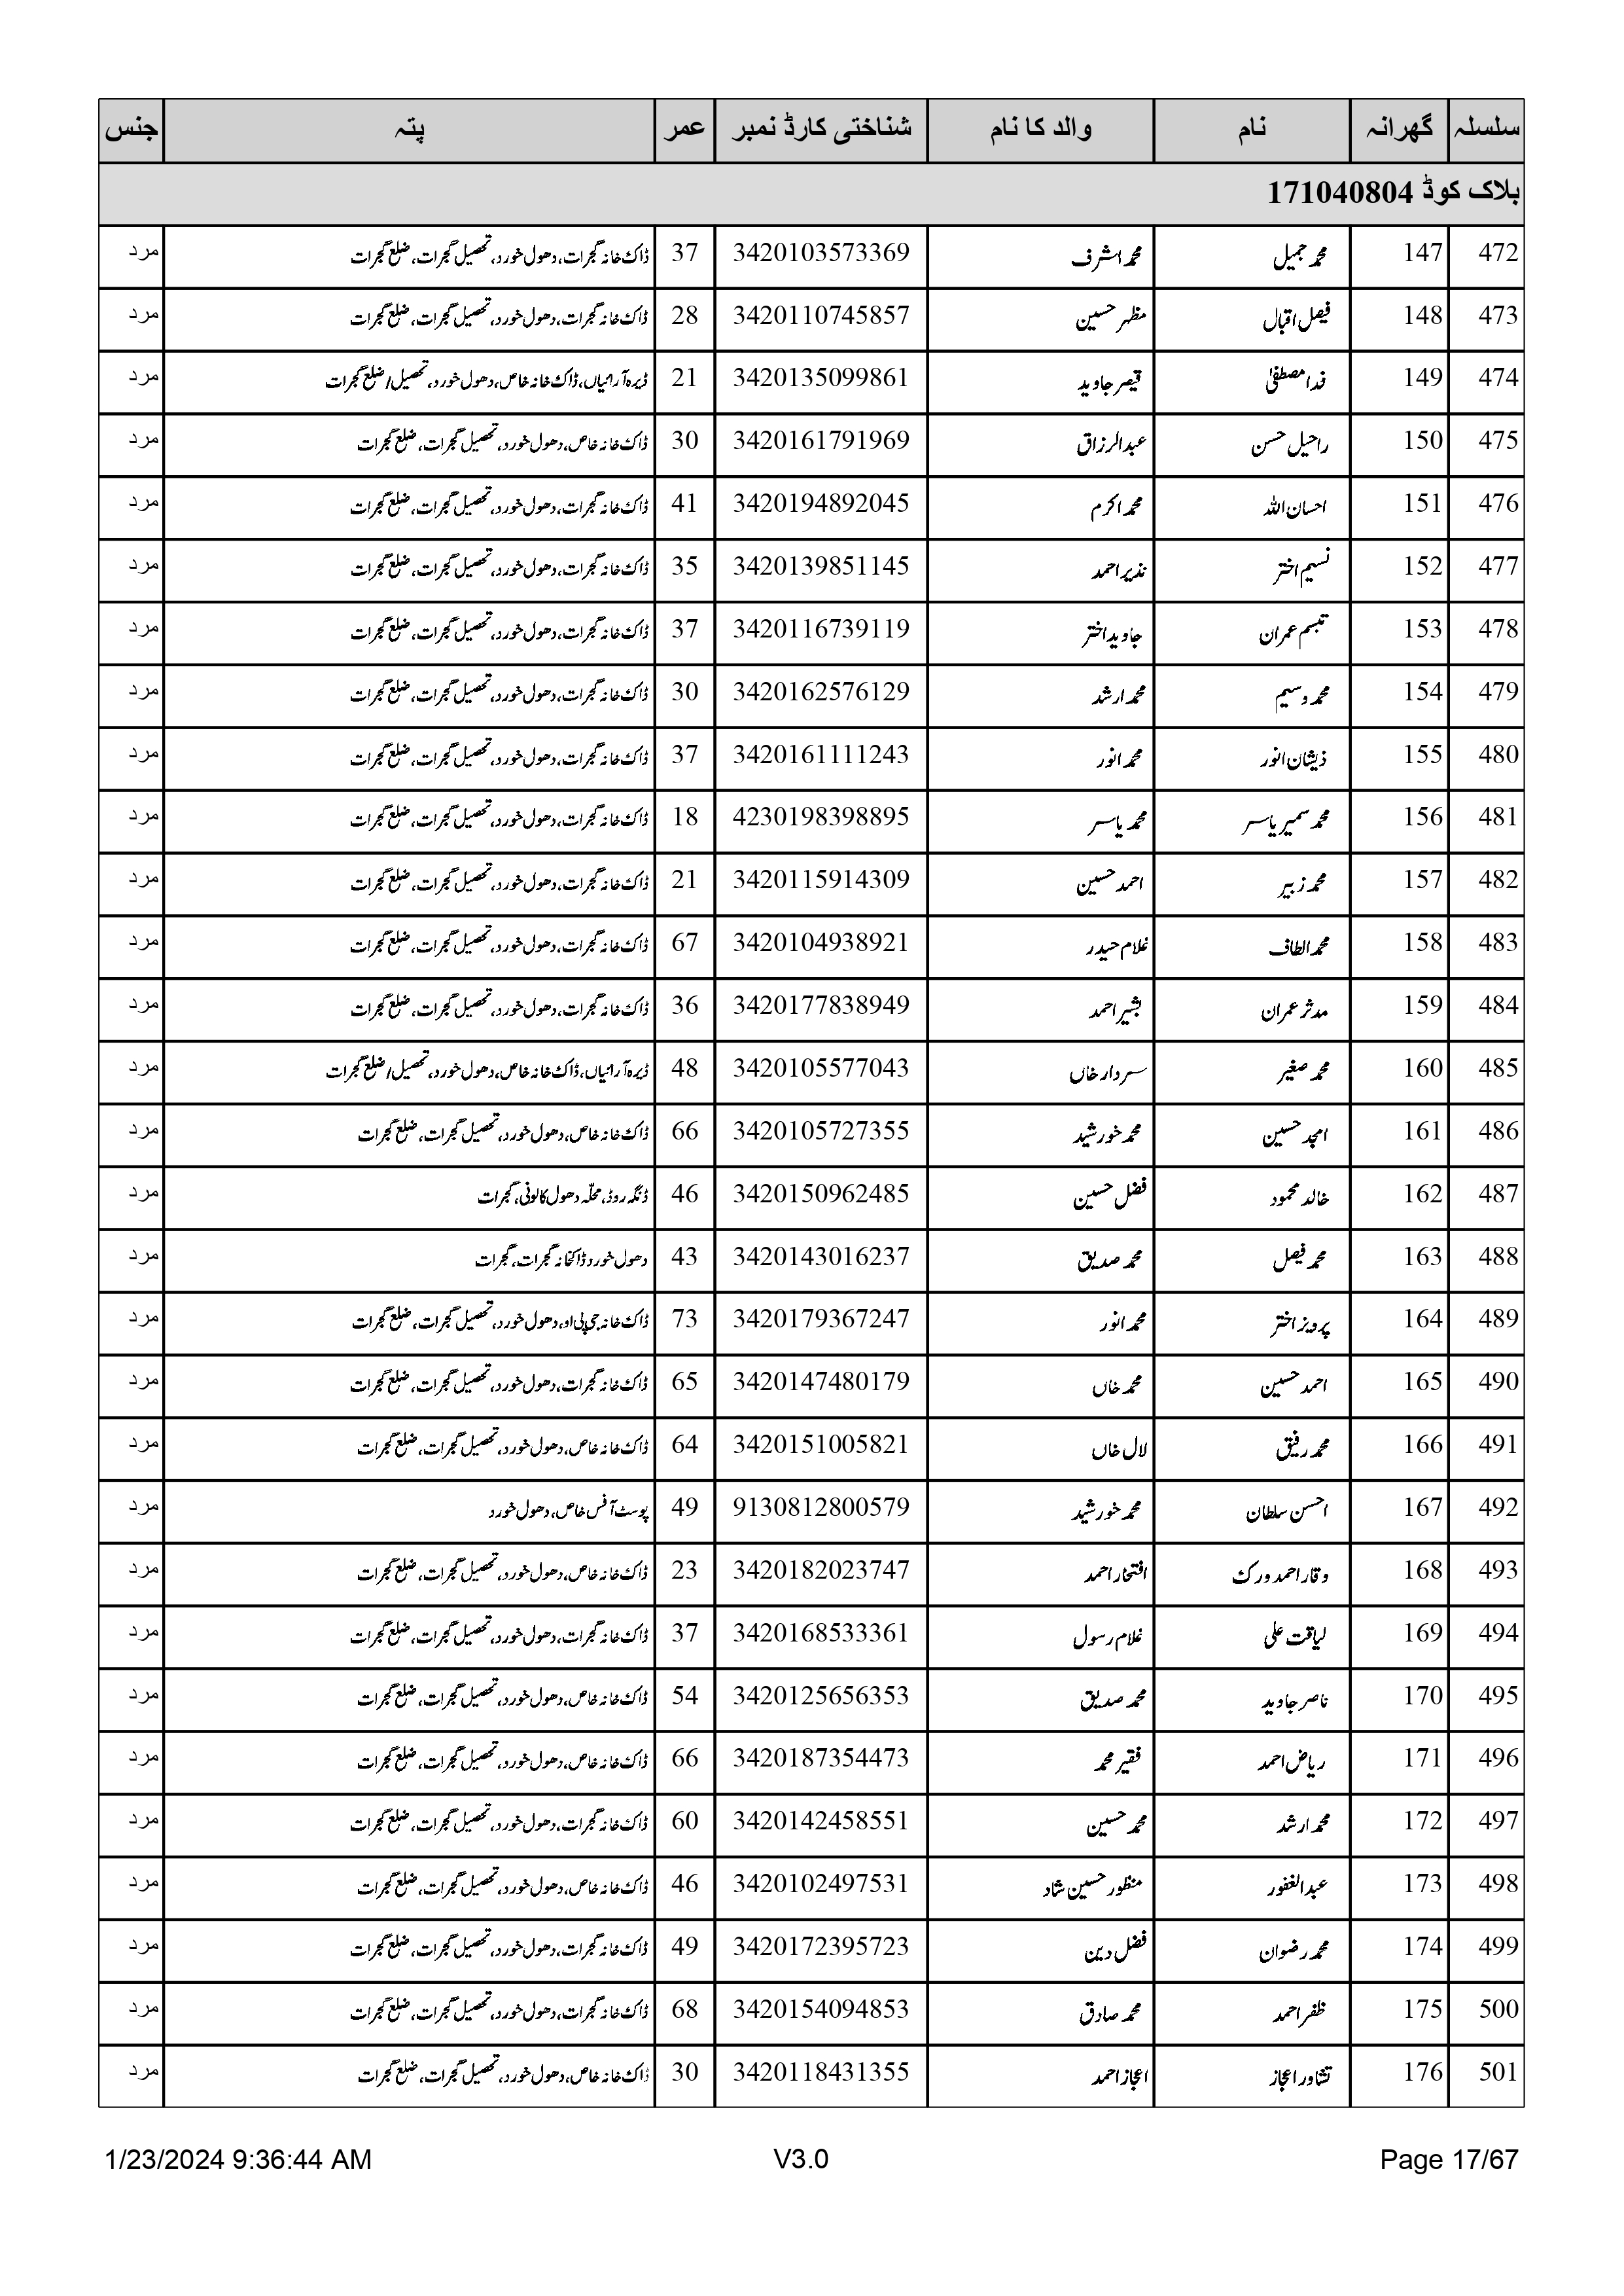 سلسلہ گھرانہ نام والد کا نام شناختی کارڈ نمبر عمر پتہ جنس
بلاک کوڈ 171040804
472 147 محمد جمیل محمد اشرف 3420103573369 37 ڈاک خانہ گجرات، دھول خورد، تحصیل گجرات، ضلع گجرات مرد
473 148 فیصل اقبال مظہر حسین 3420110745857 28 ڈاک خانہ گجرات، دھول خورد، تحصیل گجرات، ضلع گجرات مرد
474 149 فدا مصطفیٰ قیصر جاوید 3420135099861 21 ڈیرہ آرائیاں، ڈاک خانہ خاص، دھول خورد، تحصیل / ضلع گجرات مرد
475 150 راحیل حسن عبدالرزاق 3420161791969 30 ڈاک خانہ خاص، دھول خورد، تحصیل گجرات، ضلع گجرات مرد
476 151 احسان اللہ محمد اکرم 3420194892045 41 ڈاک خانہ گجرات، دھول خورد، تحصیل گجرات، ضلع گجرات مرد
477 152 نسیم اختر نذیر احمد 3420139851145 35 ڈاک خانہ گجرات، دھول خورد، تحصیل گجرات، ضلع گجرات مرد
478 153 تبسم عمران جاوید اختر 3420116739119 37 ڈاک خانہ گجرات، دھول خورد، تحصیل گجرات، ضلع گجرات مرد
479 154 محمد وسیم محمد ارشد 3420162576129 30 ڈاک خانہ گجرات، دھول خورد، تحصیل گجرات، ضلع گجرات مرد
480 155 ذیشان انور محمد انور 3420161111243 37 ڈاک خانہ گجرات، دھول خورد، تحصیل گجرات، ضلع گجرات مرد
481 156 محمد سمیر یاسر محمد یاسر 4230198398895 18 ڈاک خانہ گجرات، دھول خورد، تحصیل گجرات، ضلع گجرات مرد
482 157 محمد زبیر احمد حسین 3420115914309 21 ڈاک خانہ گجرات، دھول خورد، تحصیل گجرات، ضلع گجرات مرد
483 158 محمد الطاف غلام حیدر 3420104938921 67 ڈاک خانہ گجرات، دھول خورد، تحصیل گجرات، ضلع گجرات مرد
484 159 مدثر عمران بشیر احمد 3420177838949 36 ڈاک خانہ گجرات، دھول خورد، تحصیل گجرات، ضلع گجرات مرد
485 160 محمد صغیر سردار خاں 3420105577043 48 ڈیرہ آرائیاں، ڈاک خانہ خاص، دھول خورد، تحصیل / ضلع گجرات مرد
486 161 امجد حسین محمد خورشید 3420105727355 66 ڈاک خانہ خاص، دھول خورد، تحصیل گجرات، ضلع گجرات مرد
487 162 خالد محمود فضل حسین 3420150962485 46 ڈنگہ روڈ، محلّہ دھول کالونی، گجرات مرد
488 163 محمد فیصل محمد صدیق 3420143016237 43 دھول خورد ڈاکخانہ گجرات، گجرات مرد
489 164 پرویز اختر محمد انور 3420179367247 73 ڈاک خانہ جی پی او، دھول خورد، تحصیل گجرات، ضلع گجرات مرد
490 165 احمد حسین محمد خاں 3420147480179 65 ڈاک خانہ گجرات، دھول خورد، تحصیل گجرات، ضلع گجرات مرد
491 166 محمد رفیق لال خاں 3420151005821 64 ڈاک خانہ خاص، دھول خورد، تحصیل گجرات، ضلع گجرات مرد
492 167 احسن سلطان محمد خورشید 9130812800579 49 پوسٹ آفس خاص، دھول خورد مرد
493 168 وقار احمد ورک افتخار احمد 3420182023747 23 ڈاک خانہ خاص، دھول خورد، تحصیل گجرات، ضلع گجرات مرد
494 169 لیاقت علی غلام رسول 3420168533361 37 ڈاک خانہ گجرات، دھول خورد، تحصیل گجرات، ضلع گجرات مرد
495 170 ناصر جاوید محمد صدیق 3420125656353 54 ڈاک خانہ خاص، دھول خورد، تحصیل گجرات، ضلع گجرات مرد
496 171 ریاض احمد فقیر محمد 3420187354473 66 ڈاک خانہ خاص، دھول خورد، تحصیل گجرات، ضلع گجرات مرد
497 172 محمد ارشد محمد حسین 3420142458551 60 ڈاک خانہ گجرات، دھول خورد، تحصیل گجرات، ضلع گجرات مرد
498 173 عبدالغفور منظور حسین شاد 3420102497531 46 ڈاک خانہ خاص، دھول خورد، تحصیل گجرات، ضلع گجرات مرد
499 174 محمد رضوان فضل دین 3420172395723 49 ڈاک خانہ گجرات، دھول خورد، تحصیل گجرات، ضلع گجرات مرد
500 175 ظفر احمد محمد صادق 3420154094853 68 ڈاک خانہ گجرات، دھول خورد، تحصیل گجرات، ضلع گجرات مرد
501 176 تشاور اعجاز اعجاز احمد 3420118431355 30 ڈاک خانہ خاص، دھول خورد، تحصیل گجرات، ضلع گجرات مرد
1/23/2024 9:36:44 AM V3.0 Page 17/67